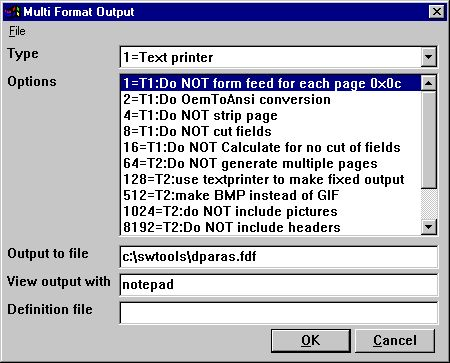 Multi Format Output
File
Type
1=Text printer
Options
1=T1:Do NOT form feed for each page 0x0c
2=T1:Do OemToAnsi conversion
4=T1:Do NOT strip page
8=T1:Do NOT cut fields
16=T1:Do NOT Calculate for no cut of fields
64=T2:Do NOT generate multiple pages
128=T2:use textprinter to make fixed output
512=T2:make BMP instead of GIF
1024=T2:do NOT include pictures
8192=T2:Do NOT include headers
Output to file
c:\swtools\dparas.fdf
View output with
notepad
Definition file
OK
Cancel